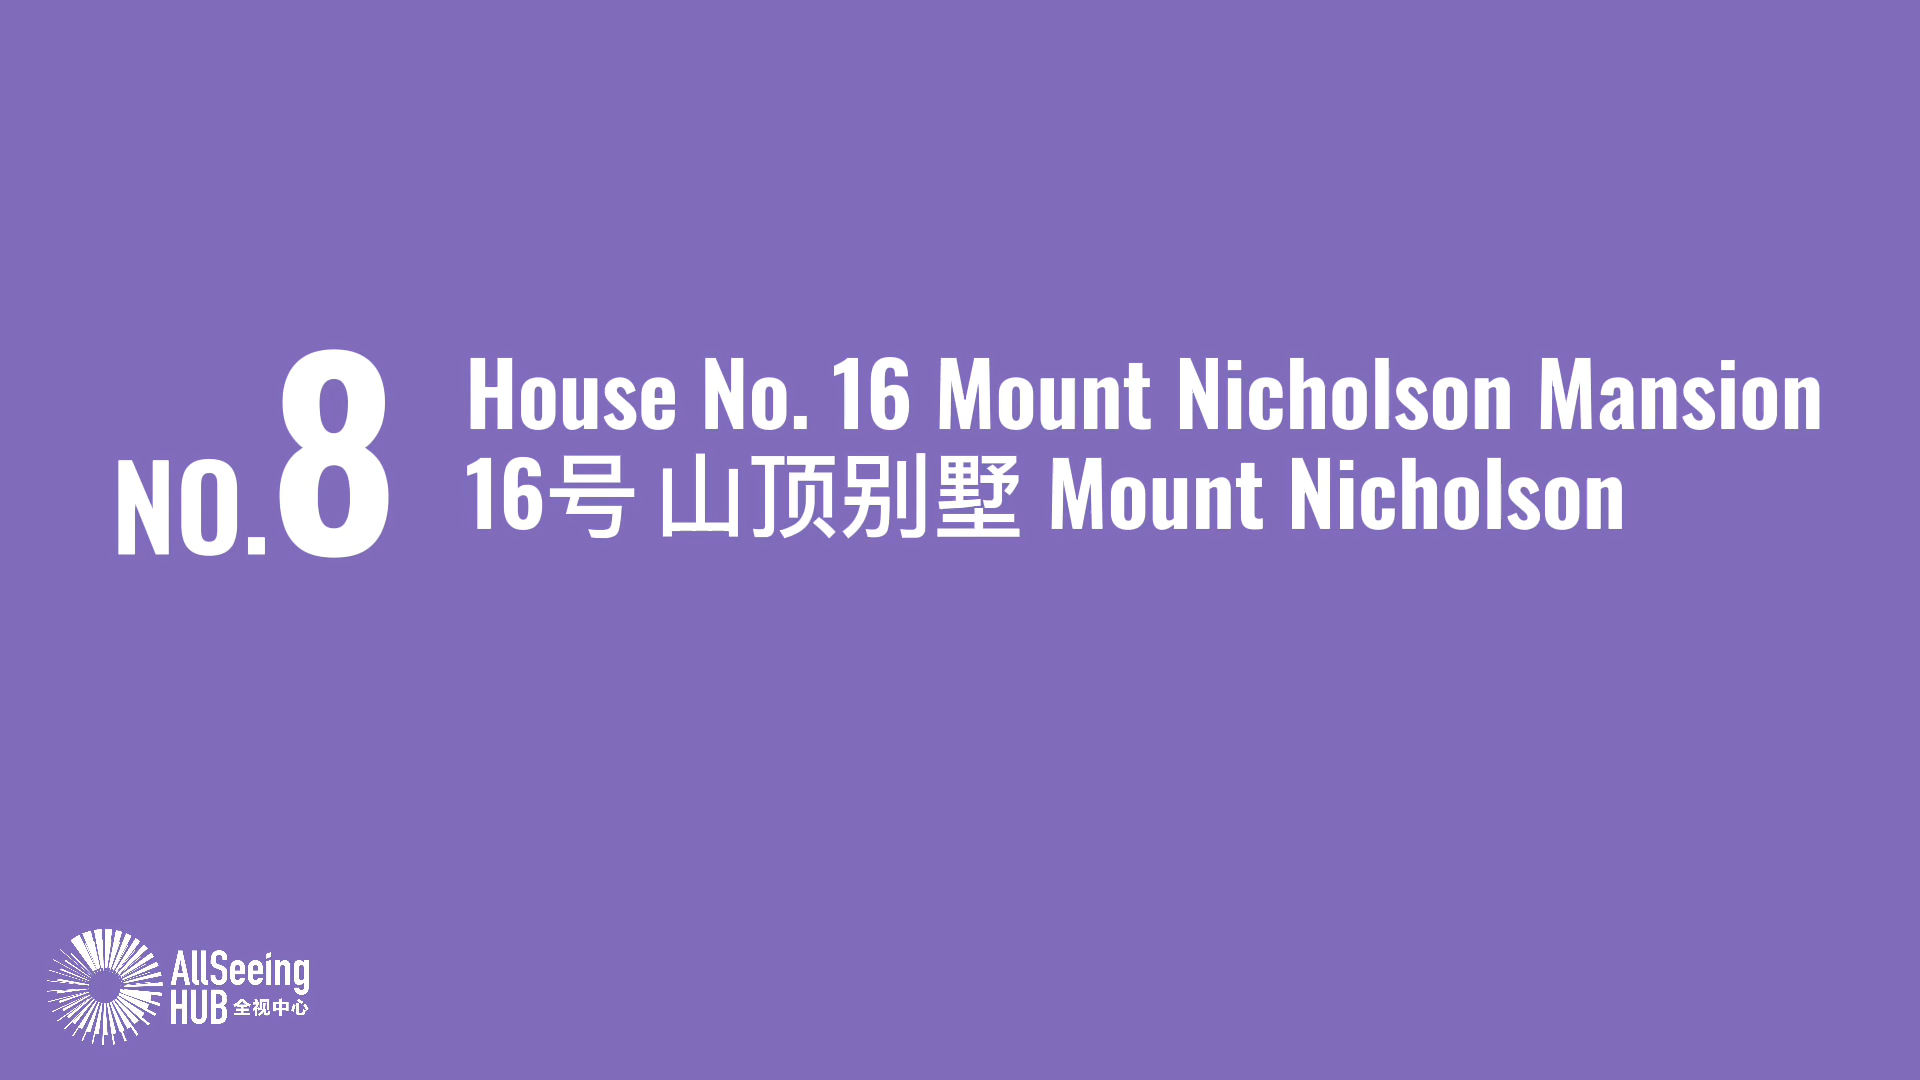 NO.8
House No. 16 Mount Nicholson Mansion
16号 山顶别墅 Mount Nicholson
AllSeeing
HUB 全视中心